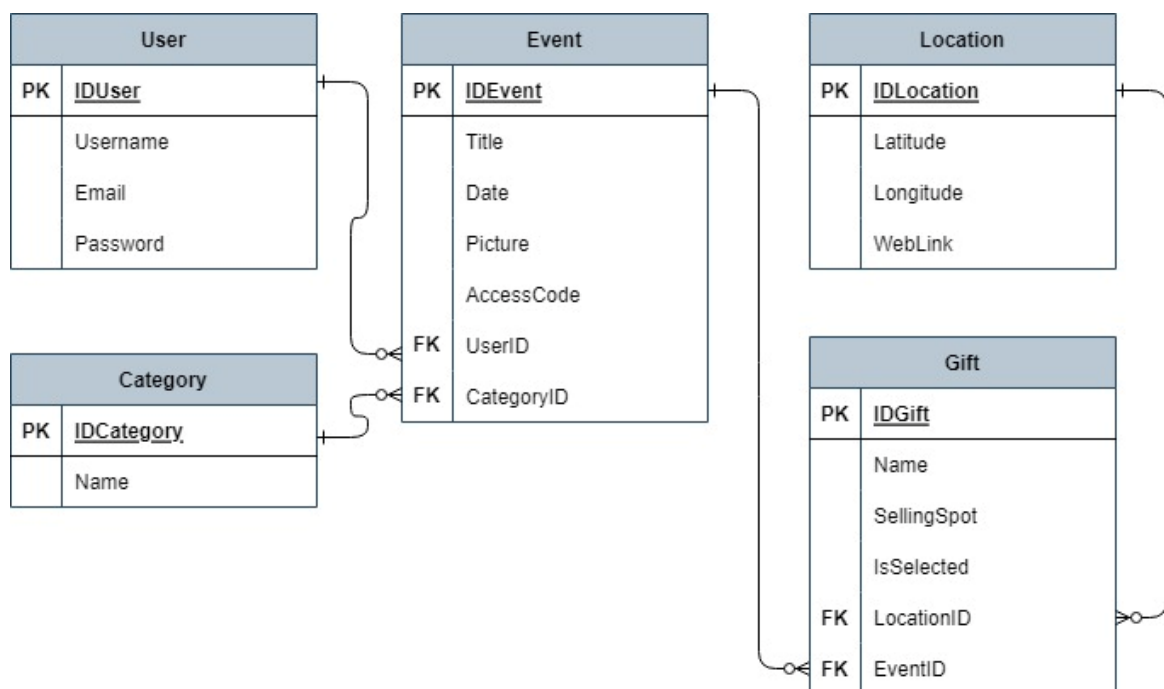 User
PK IDUser
Username
Email
Password
Event
PK IDEvent
Title
Date
Picture
AccessCode
FK UserID
FK CategoryID
Location
PK IDLocation
Latitude
Longitude
WebLink
Category
PK IDCategory
Name
Gift
PK IDGift
Name
SellingSpot
IsSelected
FK LocationID
FK EventID